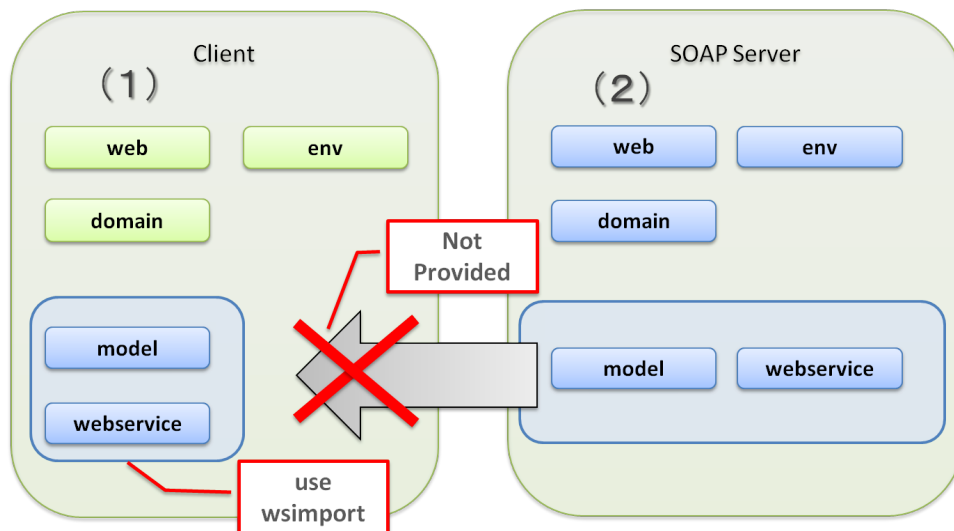 Client
(1)
web
env
domain
model
webservice
use
wsimport
Not
Provided
SOAP Server
(2)
web
env
domain
model
webservice